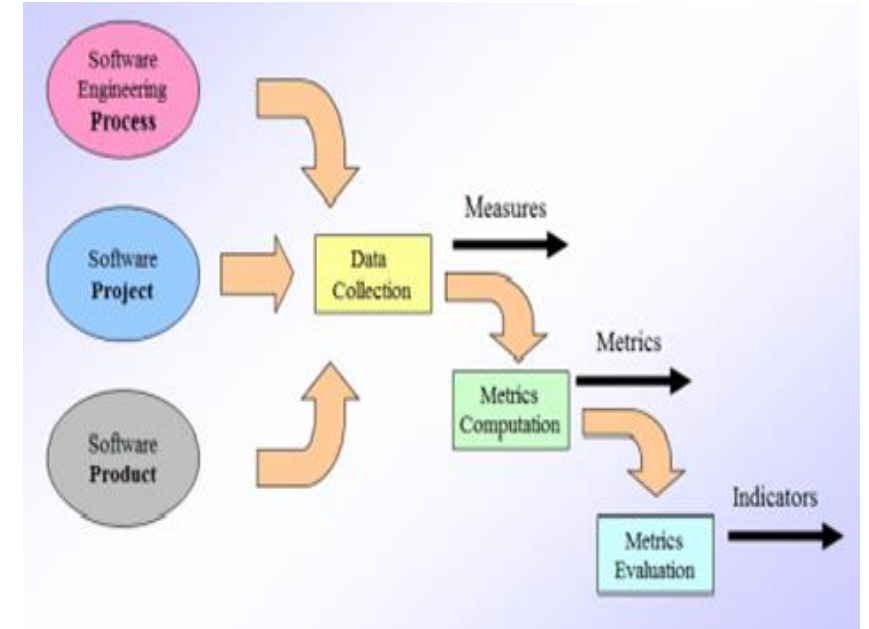 Software
Engineering
Process
Software
Project
Software
Product
Data
Collection
Measures
Metrics
Computation
Metrics
Metrics
Evaluation
Indicators